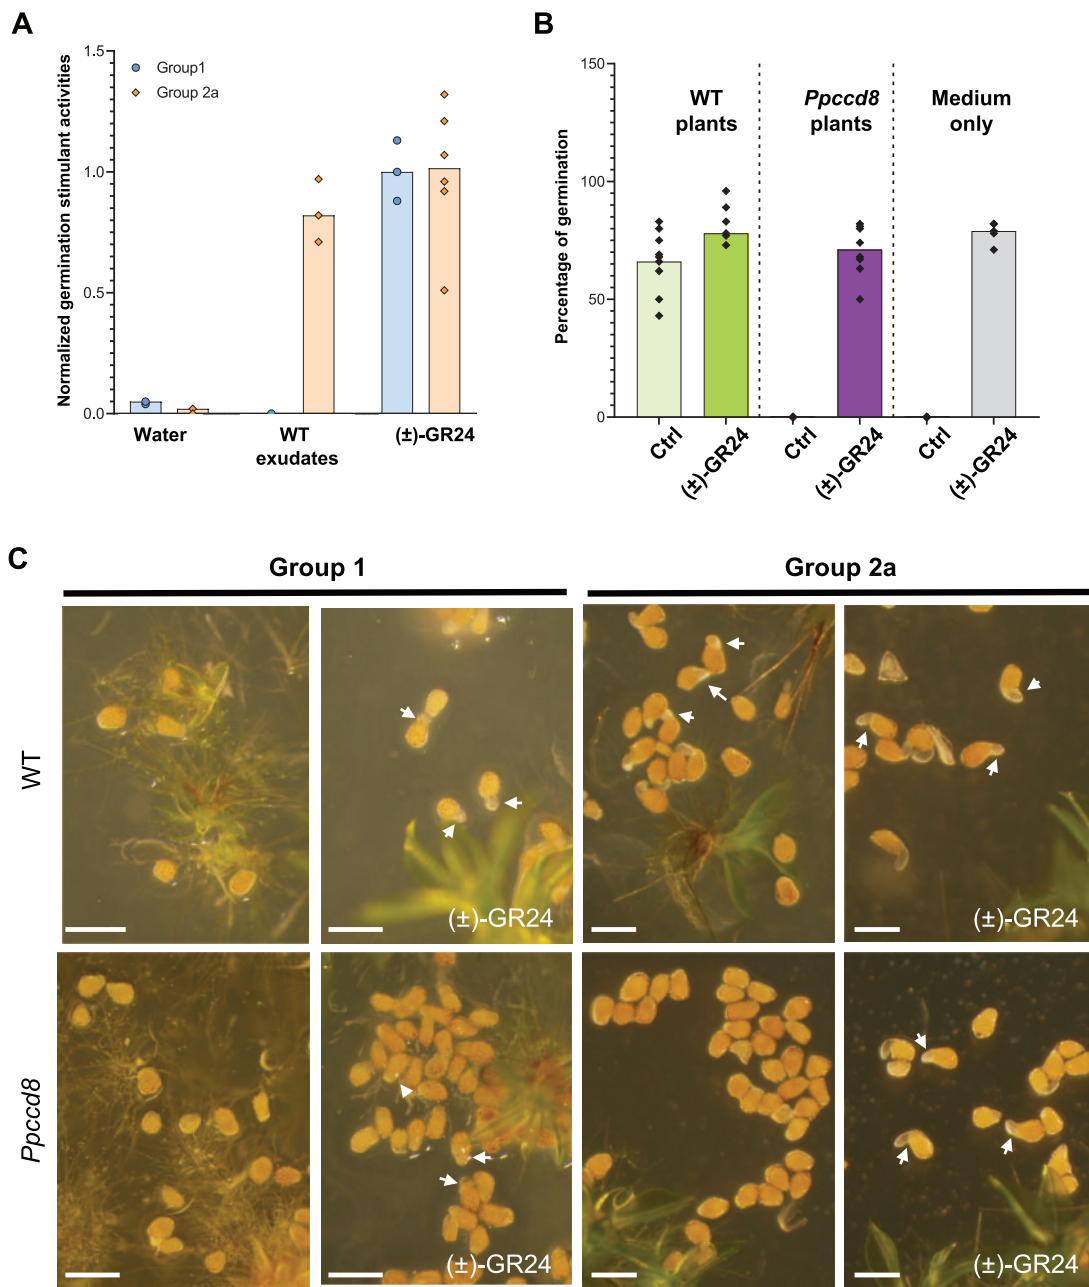 A
Normalized germination stimulant activities
1.5
1.0
0.5
0.0
Group1
Group 2a
Water
WT
exudates
(±)-GR24
B
Percentage of germination
150
100
50
0
WT
plants
Ppccd8
plants
Medium
only
Ctrl
(±)-GR24
Ctrl
(±)-GR24
Ctrl
(±)-GR24
C
Group 1
Group 2a
WT
(±)-GR24
(±)-GR24
Ppccd8
(±)-GR24
(±)-GR24